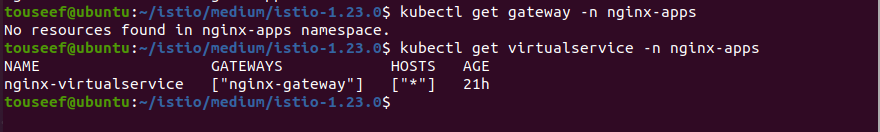 touseef@ubuntu:~/istio/medium/istio-1.23.0$ kubectl get gateway -n nginx-apps
No resources found in nginx-apps namespace.
touseef@ubuntu:~/istio/medium/istio-1.23.0$ kubectl get virtualservice -n nginx-apps
NAME                   GATEWAYS            HOSTS   AGE
nginx-virtualservice   ["nginx-gateway"]   ["*"]   21h
touseef@ubuntu:~/istio/medium/istio-1.23.0$